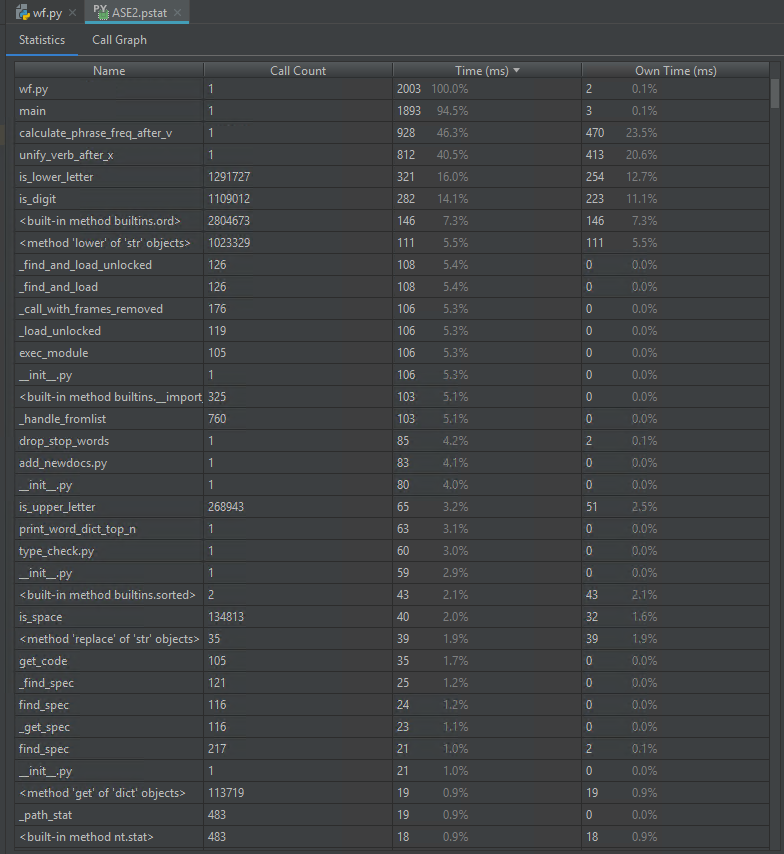 wf.py × ASE2.pstat ×
Statistics Call Graph
Name Call Count Time (ms) Own Time (ms)
wf.py 1 2003 100.0% 2 0.1%
main 1 1893 94.5% 3 0.1%
calculate_phrase_freq_after_v 1 928 46.3% 470 23.5%
unify_verb_after_x 1 812 40.5% 413 20.6%
is_lower_letter 1291727 321 16.0% 254 12.7%
is_digit 1109012 282 14.1% 223 11.1%
<built-in method builtins.ord> 2804673 146 7.3% 146 7.3%
<method 'lower' of 'str' objects> 1023329 111 5.5% 111 5.5%
_find_and_load_unlocked 126 108 5.4% 0 0.0%
_find_and_load 126 108 5.4% 0 0.0%
_call_with_frames_removed 176 106 5.3% 0 0.0%
_load_unlocked 119 106 5.3% 0 0.0%
exec_module 105 106 5.3% 0 0.0%
__init__.py 1 106 5.3% 0 0.0%
<built-in method builtins.__import_ 325 103 5.1% 0 0.0%
_handle_fromlist 760 103 5.1% 0 0.0%
drop_stop_words 1 85 4.2% 2 0.1%
add_newdocs.py 1 83 4.1% 0 0.0%
__init__.py 1 80 4.0% 0 0.0%
is_upper_letter 268943 65 3.2% 51 2.5%
print_word_dict_top_n 1 63 3.1% 0 0.0%
type_check.py 1 60 3.0% 0 0.0%
__init__.py 1 59 2.9% 0 0.0%
<built-in method builtins.sorted> 2 43 2.1% 43 2.1%
is_space 134813 40 2.0% 32 1.6%
<method 'replace' of 'str' objects> 35 39 1.9% 39 1.9%
get_code 105 35 1.7% 0 0.0%
_find_spec 121 25 1.2% 0 0.0%
find_spec 116 24 1.2% 0 0.0%
_get_spec 116 23 1.1% 0 0.0%
find_spec 217 21 1.0% 2 0.1%
__init__.py 1 21 1.0% 0 0.0%
<method 'get' of 'dict' objects> 113719 19 0.9% 19 0.9%
_path_stat 483 19 0.9% 0 0.0%
<built-in method nt.stat> 483 18 0.9% 18 0.9%